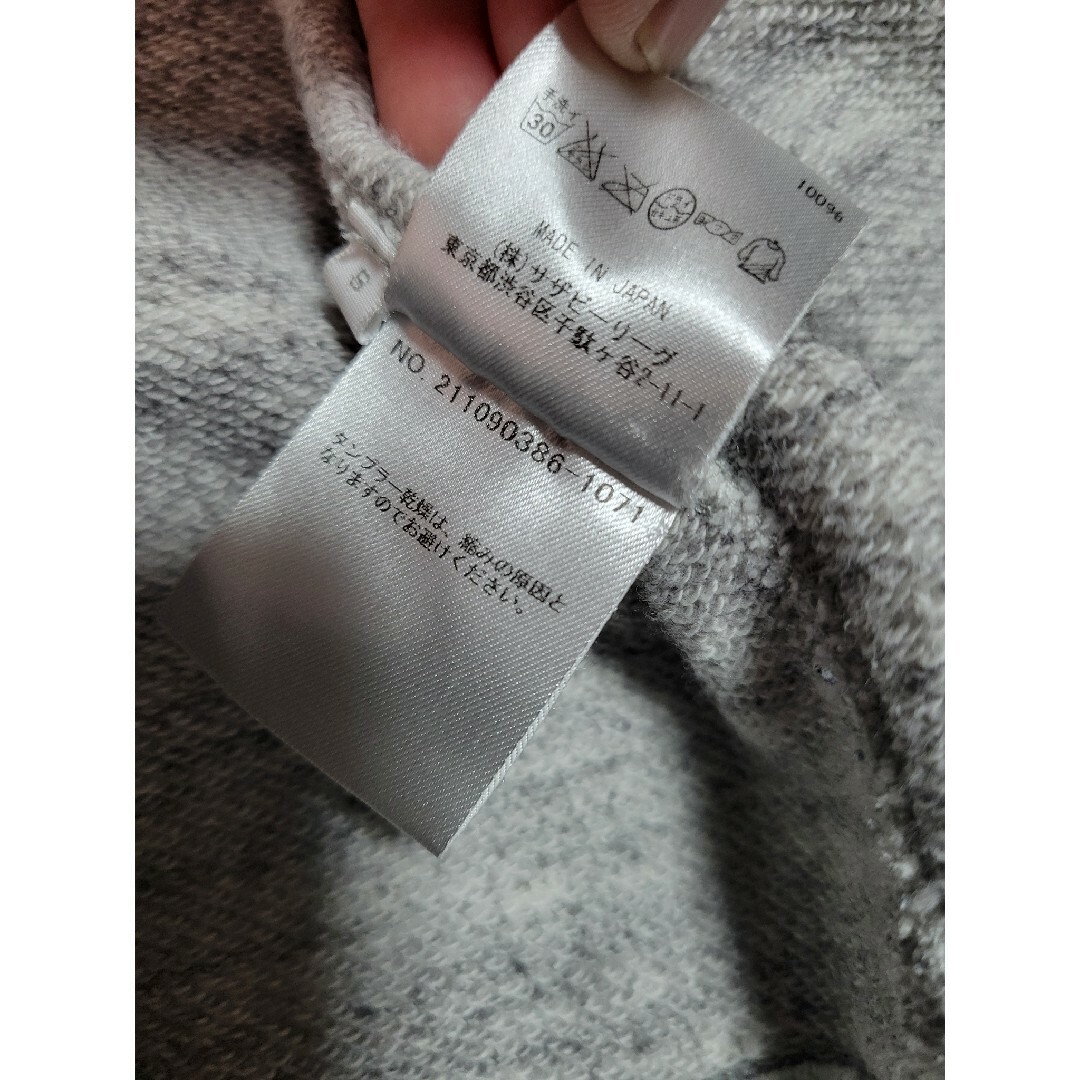 10096
手洗イ
30
MADE IN JAPAN
(株)サザビーリーグ
東京都渋谷区千駄ケ谷2-11-1
NO. 211090386-1071
タンブラー乾燥は、縮みの原因と
なりますのでお避けください。